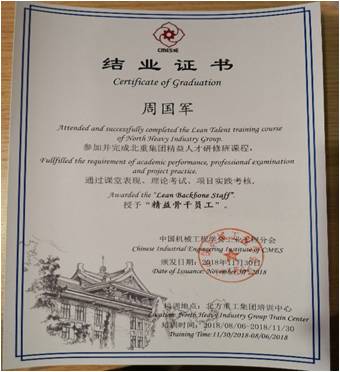 CMES
结业证书
Certificate of Graduation
周国军
Attended and successfully completed the Lean Talent training course
of North Heavy Industry Group.
参加并完成北重集团精益人才研修班课程，
Fullfilled the requirement of academic performance, professional examination
and project practice.
通过课堂表现、理论考试、项目实践考核，
Awarded the "Lean Backbone Staff".
授予“精益骨干员工”。
中国机械工程学会工业工程分会
Chinese Industrial Engineering Institute of CMES
颁发日期：2018年11月30日
Date of Issuance: November 30th 2018
培训地点：北方重工集团培训中心
Location: North Heavy Industry Group Train Center
培训时间：2018/08/06-2018/11/30
Training Time:11/30/2018-08/06/2018